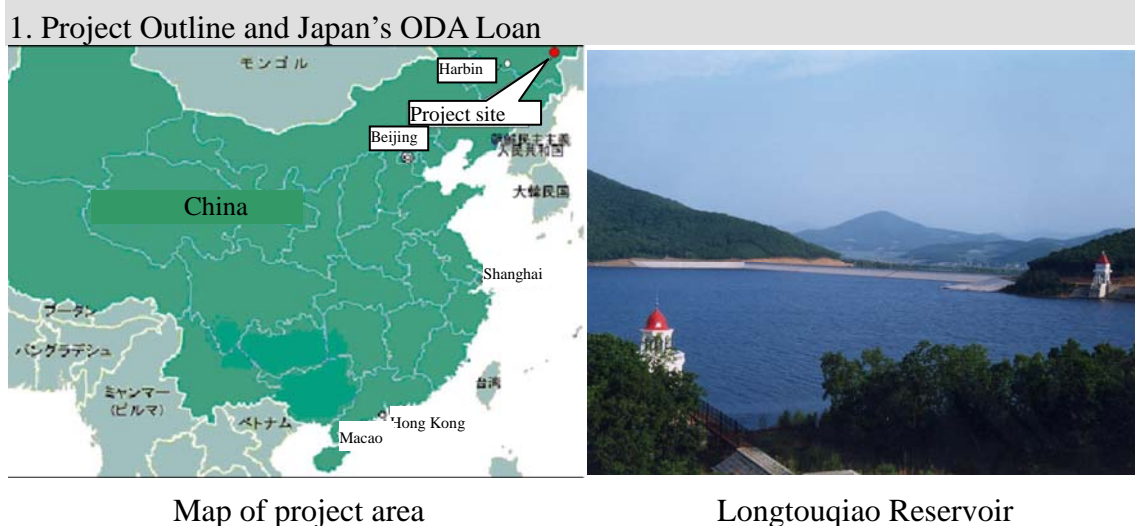 1. Project Outline and Japan's ODA Loan
モンゴル
Harbin
Project site
Beijing
朝鮮民主主義
人民共和国
大韓民国
China
Shanghai
ブータン
バングラデシュ
ミャンマー
(ビルマ)
ベトナム
台湾
Hong Kong
Macao
Map of project area
Longtouqiao Reservoir